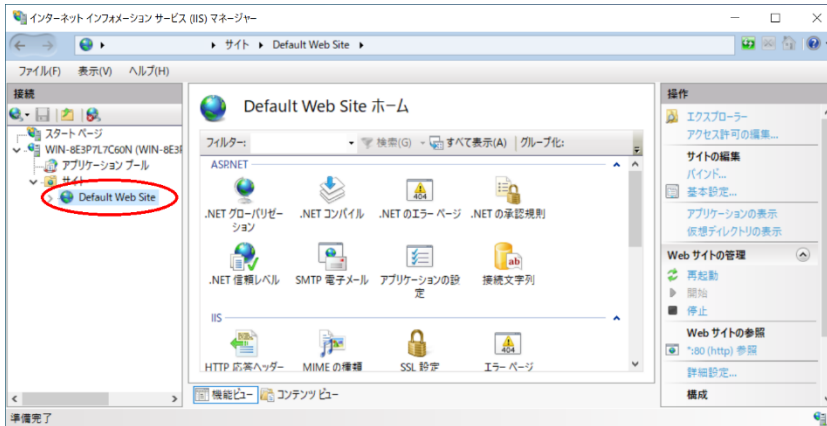 インターネット インフォメーション サービス (IIS) マネージャー
サイト Default Web Site
ファイル(F) 表示(V) ヘルプ(H)
接続
スタート ページ
WIN-8E3P7L7C60N (WIN-8E3
アプリケーション プール
サイト
Default Web Site
Default Web Site ホーム
フィルター: 検索(G) すべて表示(A) グループ化:
ASP.NET
.NET グローバリゼーション
.NET コンパイル
.NET のエラー ページ
.NET の承認規則
.NET 信頼レベル
SMTP 電子メール
アプリケーションの設定
接続文字列
IIS
HTTP 応答ヘッダー
MIME の種類
SSL 設定
エラー ページ
機能ビュー コンテンツ ビュー
操作
エクスプローラー
アクセス許可の編集...
サイトの編集
バインド...
基本設定...
アプリケーションの表示
仮想ディレクトリの表示
Web サイトの管理
再起動
開始
停止
Web サイトの参照
*:80 (http) 参照
詳細設定...
構成
準備完了